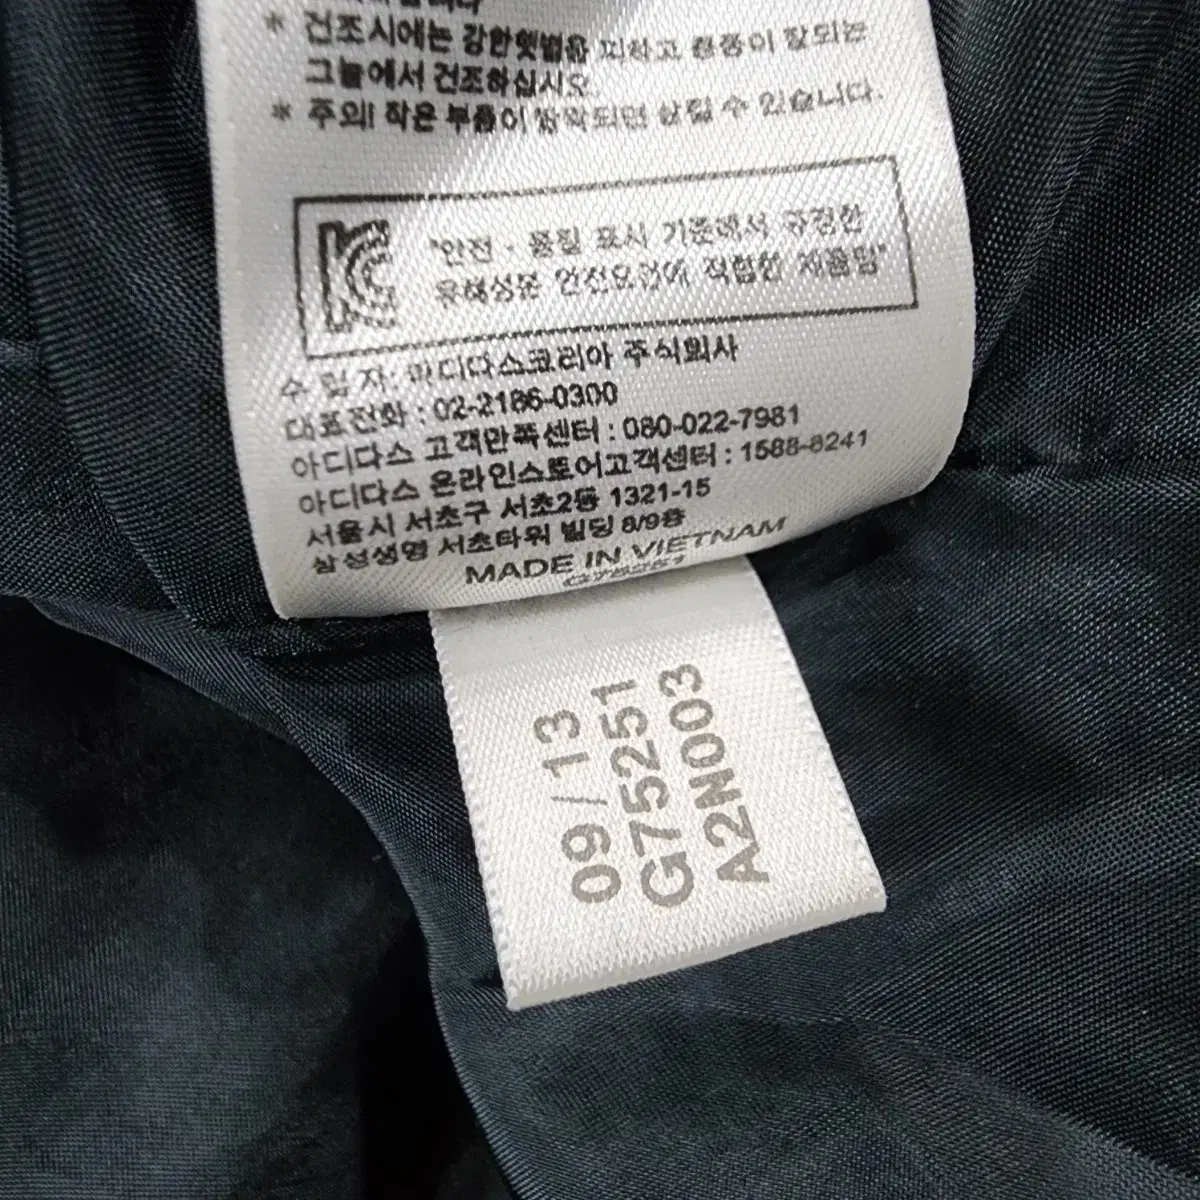 * 건조시에는 강한햇볕을 피하고 통풍이 잘되는
그늘에서 건조하십시오.
* 주의! 작은 부품이 장착되면 삼킬 수 있습니다.
KC
"안전 · 품질 표시 기준에서 규정한
유해성분 안전요건에 적합한 제품임"
수 입 자: 아디다스코리아 주식회사
대표전화 : 02-2186-0300
아디다스 고객만족센터 : 080-022-7981
아디다스 온라인스토어고객센터 : 1588-8241
서울시 서초구 서초2동 1321-15
삼성생명 서초타워 빌딩 8/9층
MADE IN VIETNAM
G75251
09/13
G75251
A2N003